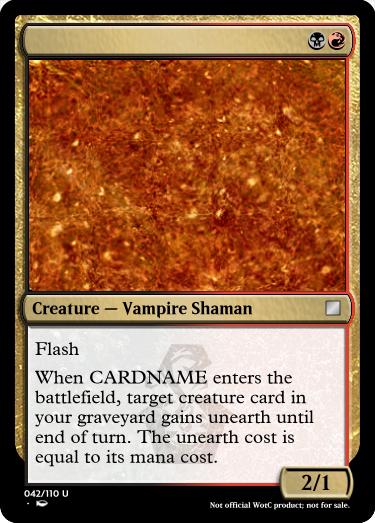 Creature — Vampire Shaman
Flash
When CARDNAME enters the
battlefield, target creature card in
your graveyard gains unearth until
end of turn. The unearth cost is
equal to its mana cost.
2/1
042/110 U
Not official WotC product; not for sale.